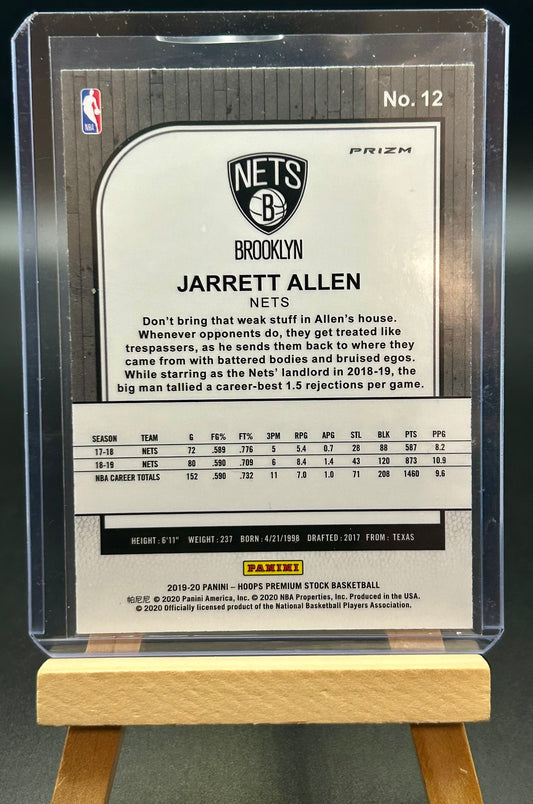 No. 12
NBA
PRIZM
NETS
B
BROOKLYN
JARRETT ALLEN
NETS
Don't bring that weak stuff in Allen's house.
Whenever opponents do, they get treated like
trespassers, as he sends them back to where they
came from with battered bodies and bruised egos.
While starring as the Nets' landlord in 2018-19, the
big man tallied a career-best 1.5 rejections per game.
SEASON TEAM G FG% FT% 3PM RPG APG STL BLK PTS PPG
17-18 NETS 72 .589 .776 5 5.4 0.7 28 88 587 8.2
18-19 NETS 80 .590 .709 6 8.4 1.4 43 120 873 10.9
NBA CAREER TOTALS 152 .590 .732 11 7.0 1.0 71 208 1460 9.6
HEIGHT: 6'11" WEIGHT: 237 BORN: 4/21/1998 DRAFTED: 2017 FROM: TEXAS
PANINI
2019-20 PANINI – HOOPS PREMIUM STOCK BASKETBALL
帕尼尼 © 2020 Panini America, Inc. © 2020 NBA Properties, Inc. Produced in the USA.
© 2020 Officially licensed product of the National Basketball Players Association.